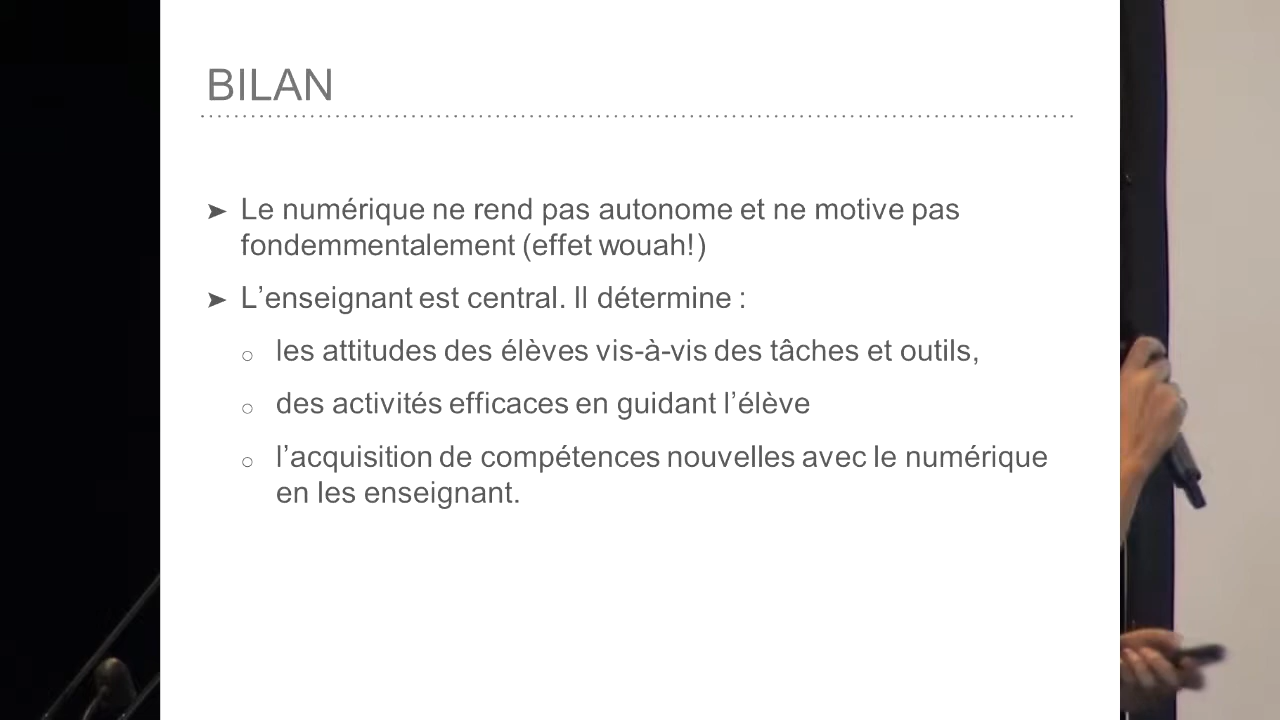 BILAN
➤ Le numérique ne rend pas autonome et ne motive pas
fondemmentalement (effet wouah!)
➤ L’enseignant est central. Il détermine :
○ les attitudes des élèves vis-à-vis des tâches et outils,
○ des activités efficaces en guidant l’élève
○ l’acquisition de compétences nouvelles avec le numérique
en les enseignant.